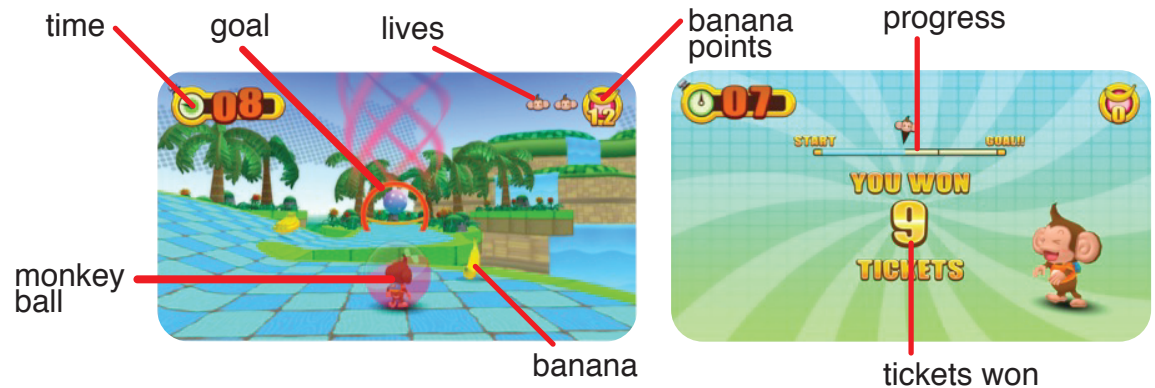 time
goal
lives
banana
points
progress
08
12
07
0
START
GOAL!!
YOU WON
9
TICKETS
monkey
ball
banana
tickets won